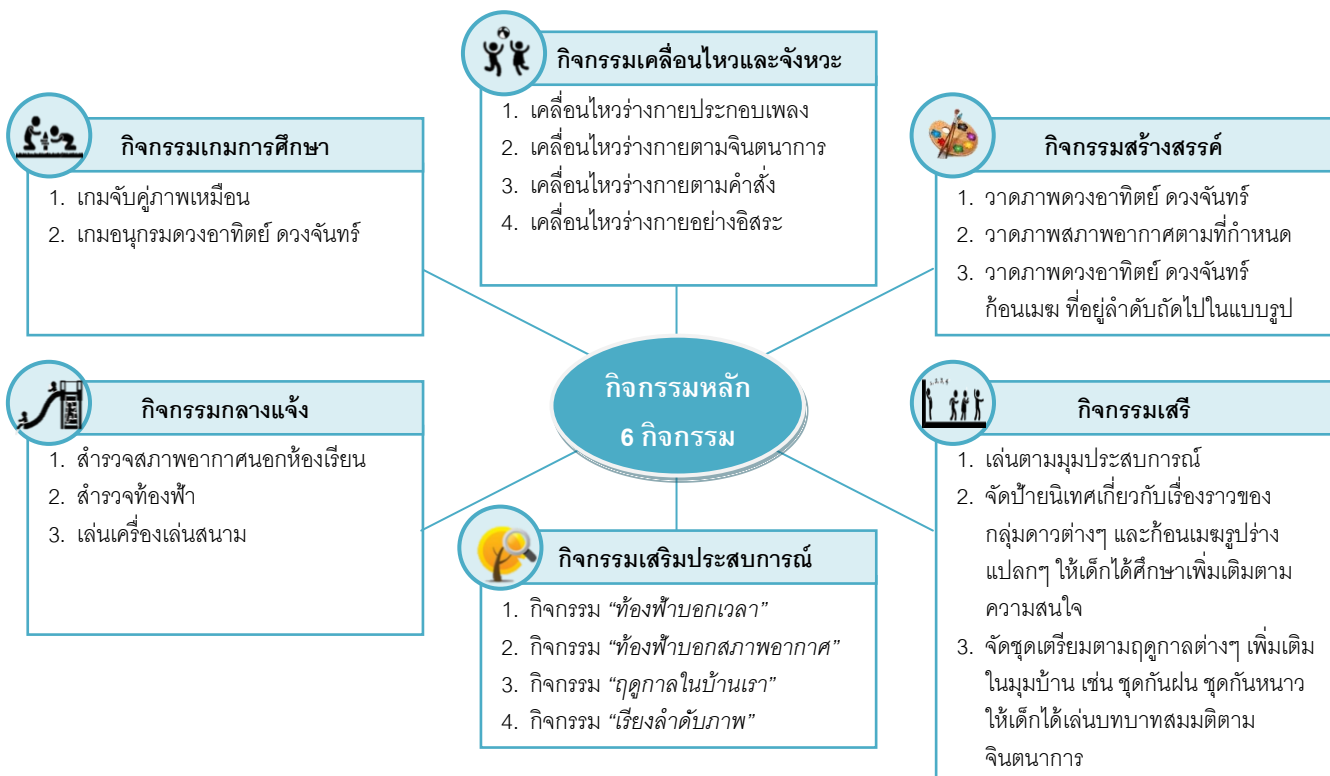 กิจกรรมเคลื่อนไหวและจังหวะ
1. เคลื่อนไหวร่างกายประกอบเพลง
2. เคลื่อนไหวร่างกายตามจินตนาการ
3. เคลื่อนไหวร่างกายตามคำสั่ง
4. เคลื่อนไหวร่างกายอย่างอิสระ
กิจกรรมเกมการศึกษา
1. เกมจับคู่ภาพเหมือน
2. เกมอนุกรมดวงอาทิตย์ ดวงจันทร์
กิจกรรมสร้างสรรค์
1. วาดภาพดวงอาทิตย์ ดวงจันทร์
2. วาดภาพสภาพอากาศตามที่กำหนด
3. วาดภาพดวงอาทิตย์ ดวงจันทร์
ก้อนเมฆ ที่อยู่ลำดับถัดไปในแบบรูป
กิจกรรมหลัก
6 กิจกรรม
กิจกรรมกลางแจ้ง
1. สำรวจสภาพอากาศนอกห้องเรียน
2. สำรวจท้องฟ้า
3. เล่นเครื่องเล่นสนาม
กิจกรรมเสรี
1. เล่นตามมุมประสบการณ์
2. จัดป้ายนิเทศเกี่ยวกับเรื่องราวของ
กลุ่มดาวต่างๆ และก้อนเมฆรูปร่าง
แปลกๆ ให้เด็กได้ศึกษาเพิ่มเติมตาม
ความสนใจ
3. จัดชุดเตรียมตามฤดูกาลต่างๆ เพิ่มเติม
ในมุมบ้าน เช่น ชุดกันฝน ชุดกันหนาว
ให้เด็กได้เล่นบทบาทสมมติตาม
จินตนาการ
กิจกรรมเสริมประสบการณ์
1. กิจกรรม “ท้องฟ้าบอกเวลา”
2. กิจกรรม “ท้องฟ้าบอกสภาพอากาศ”
3. กิจกรรม “ฤดูกาลในบ้านเรา”
4. กิจกรรม “เรียงลำดับภาพ”